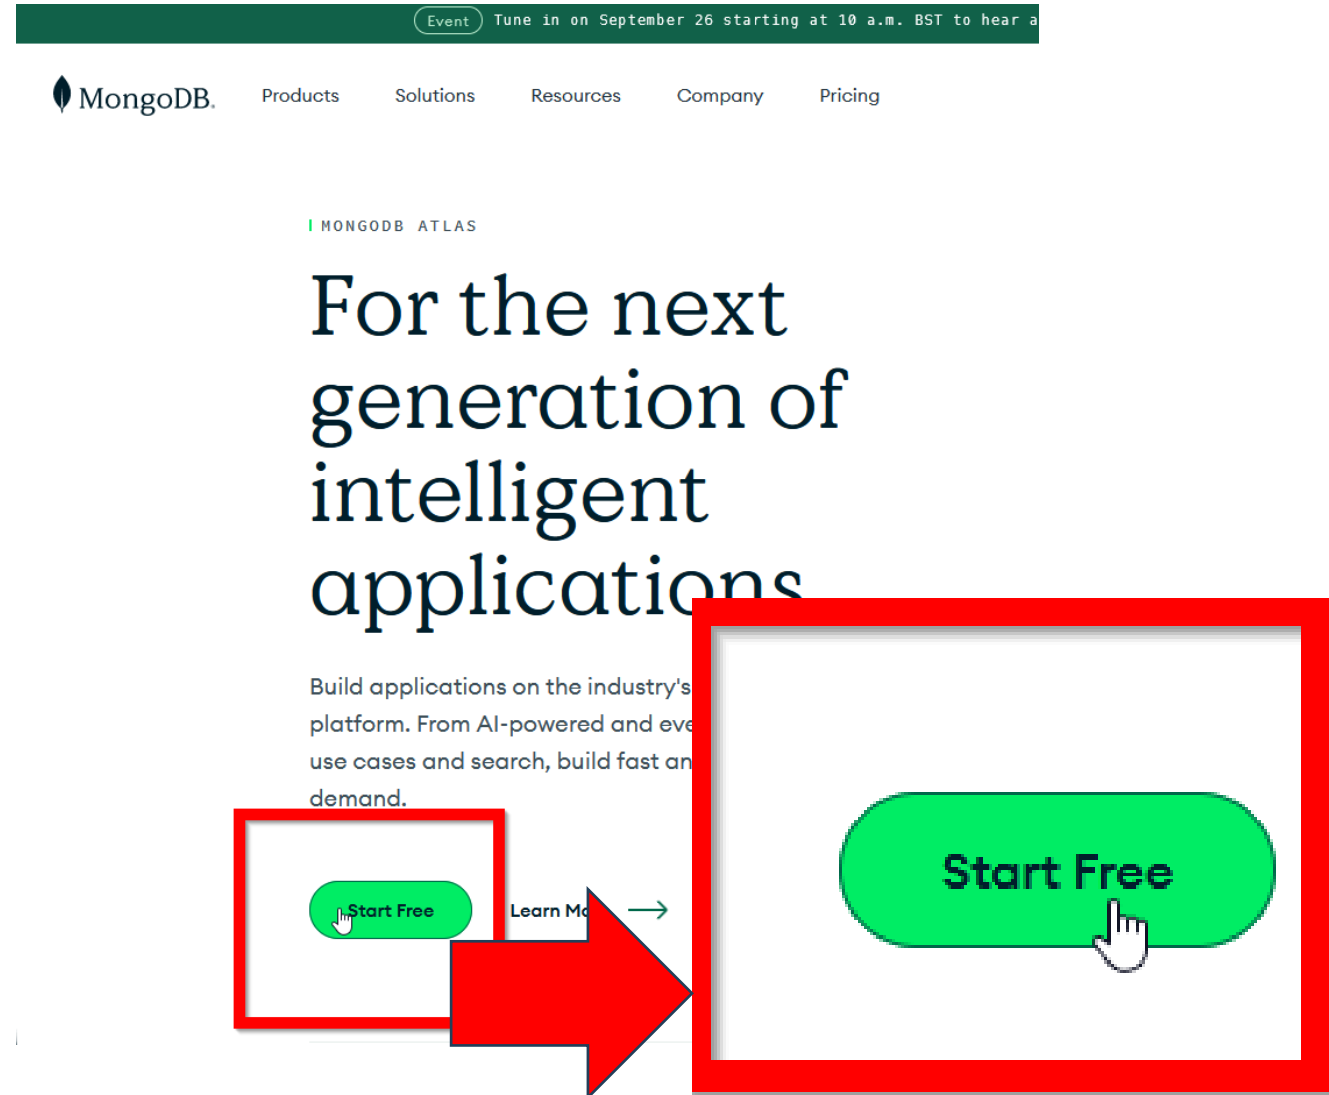 Event Tune in on September 26 starting at 10 a.m. BST to hear a
MongoDB. Products Solutions Resources Company Pricing
MONGODB ATLAS
For the next
generation of
intelligent
applications
Build applications on the industry's
platform. From AI-powered and
use cases and search, build fast
demand.
Start Free Learn
Start Free